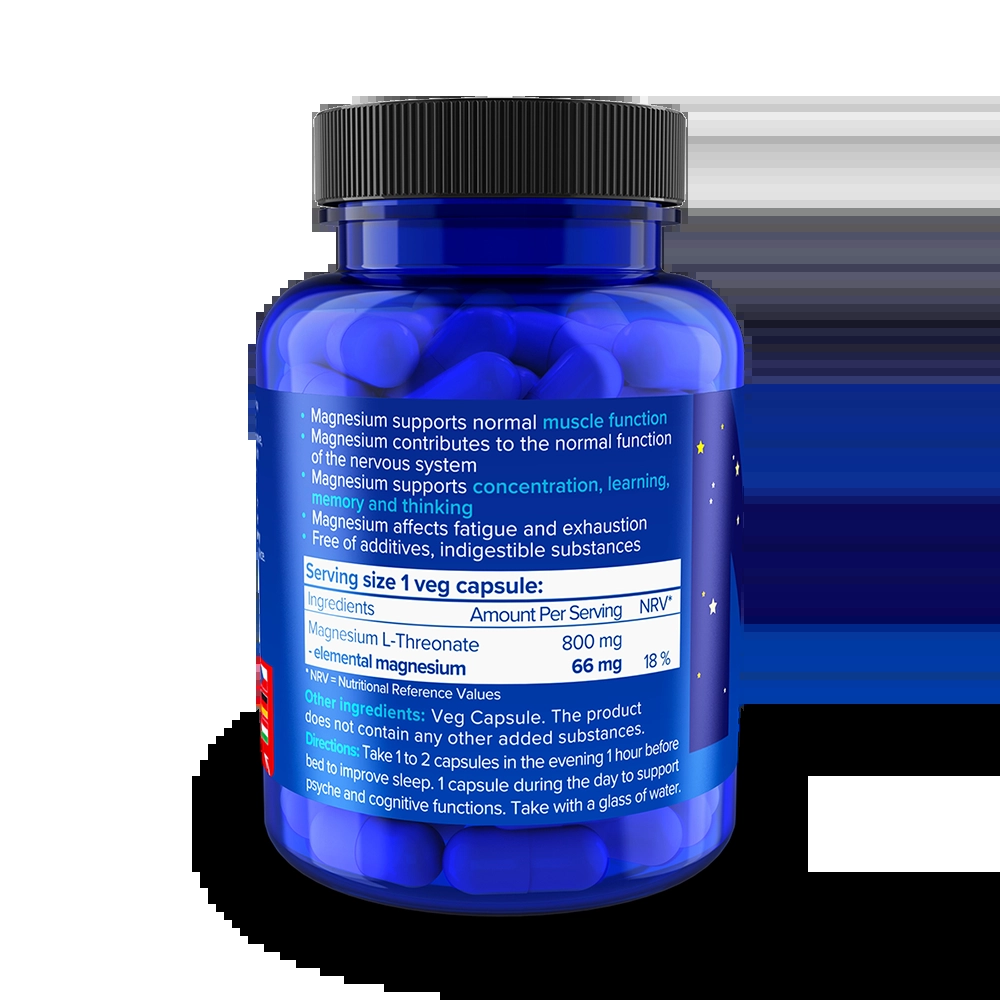 • Magnesium supports normal muscle function
• Magnesium contributes to the normal function
of the nervous system
• Magnesium supports concentration, learning,
memory and thinking
• Magnesium affects fatigue and exhaustion
• Free of additives, indigestible substances
Serving size 1 veg capsule:
Ingredients Amount Per Serving NRV*
Magnesium L-Threonate 800 mg
- elemental magnesium 66 mg 18 %
* NRV = Nutritional Reference Values
Other ingredients: Veg Capsule. The product
does not contain any other added substances.
Directions: Take 1 to 2 capsules in the evening 1 hour before
bed to improve sleep. 1 capsule during the day to support
psyche and cognitive functions. Take with a glass of water.